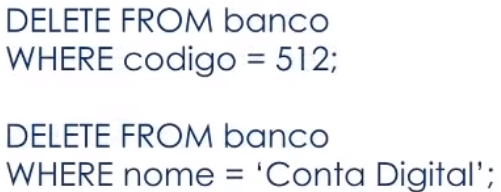 DELETE FROM banco
WHERE codigo = 512;
DELETE FROM banco
WHERE nome = ‘Conta Digital’;